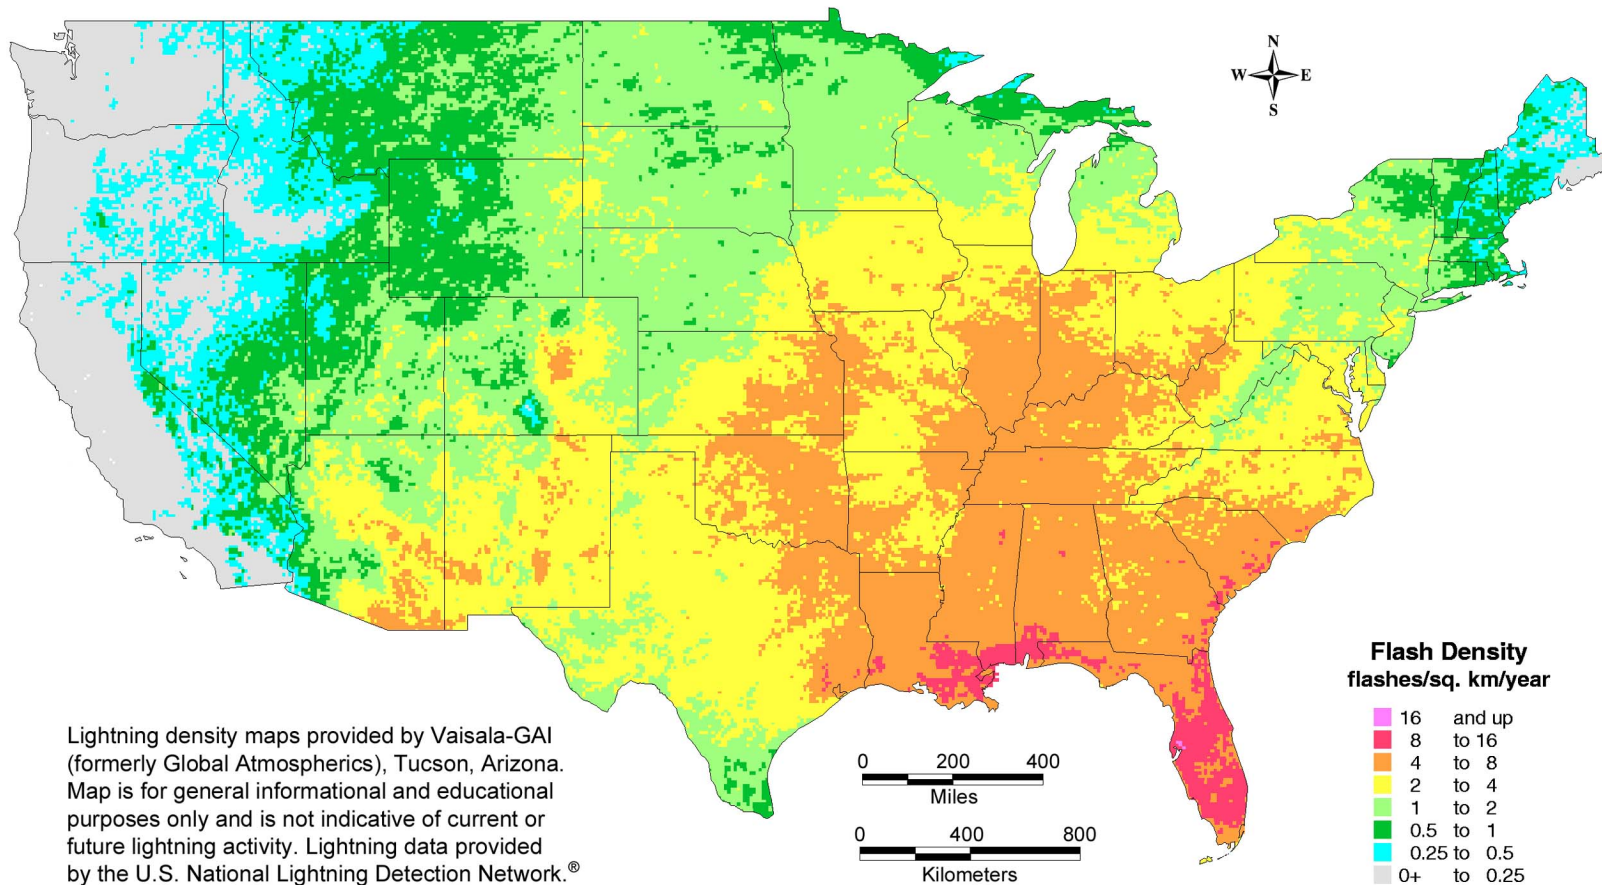 N
W E
S
Flash Density
flashes/sq. km/year
16 and up
8 to 16
4 to 8
2 to 4
1 to 2
0.5 to 1
0.25 to 0.5
0+ to 0.25
Lightning density maps provided by Vaisala-GAI
(formerly Global Atmospherics), Tucson, Arizona.
Map is for general informational and educational
purposes only and is not indicative of current or
future lightning activity. Lightning data provided
by the U.S. National Lightning Detection Network.®
0 200 400
Miles
0 400 800
Kilometers